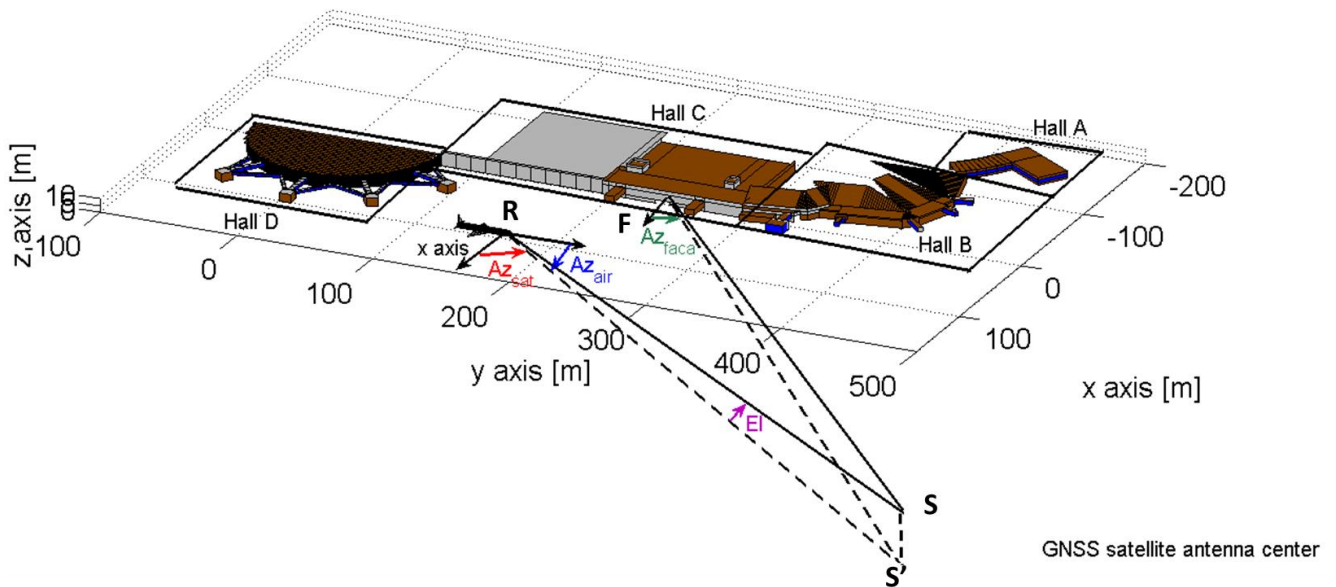 Hall A
Hall C
z,axis [m]
10
0
-200
-100
0
100
Hall D
Hall B
R
F
Az_faca
x axis
Az_sat
Az_air
-100
0
100
200
300
400
500
y axis [m]
x axis [m]
El
S
S'
GNSS satellite antenna center